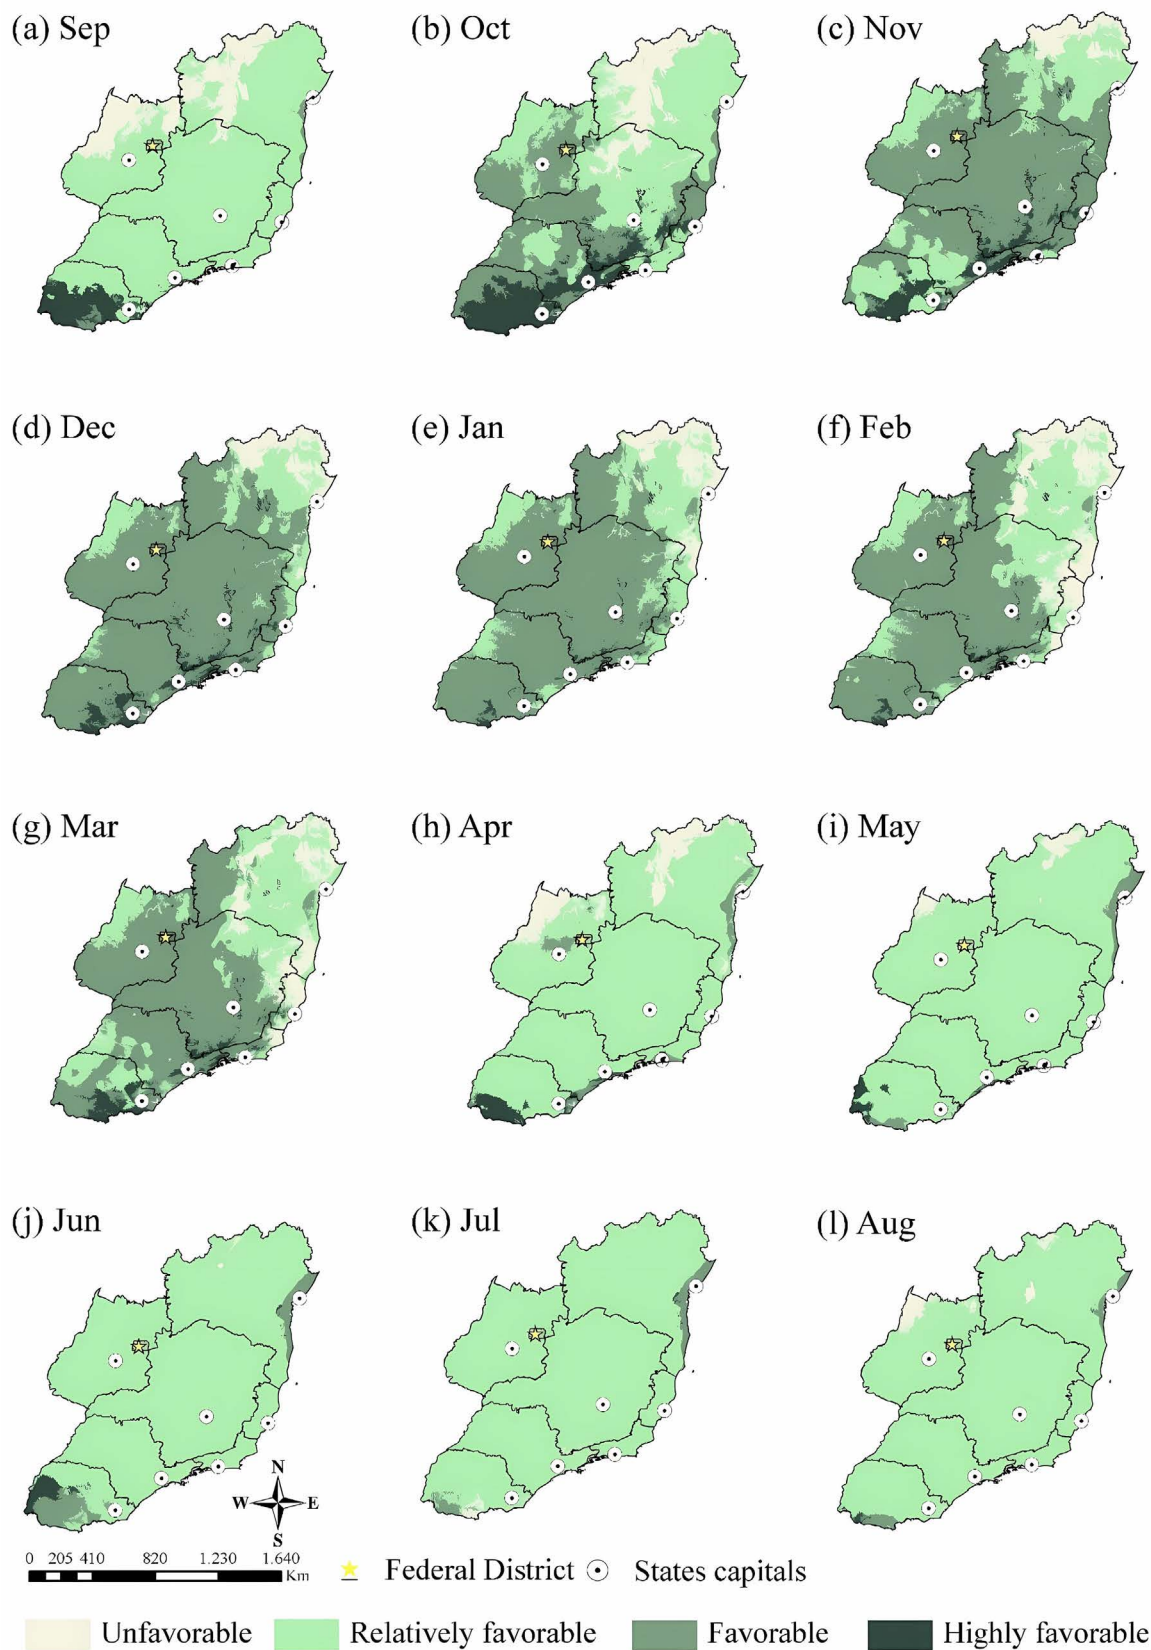 (a) Sep
(b) Oct
(c) Nov
(d) Dec
(e) Jan
(f) Feb
(g) Mar
(h) Apr
(i) May
(j) Jun
(k) Jul
(l) Aug
N
W E
S
0 205 410 820 1.230 1.640
Km
Federal District
States capitals
Unfavorable
Relatively favorable
Favorable
Highly favorable